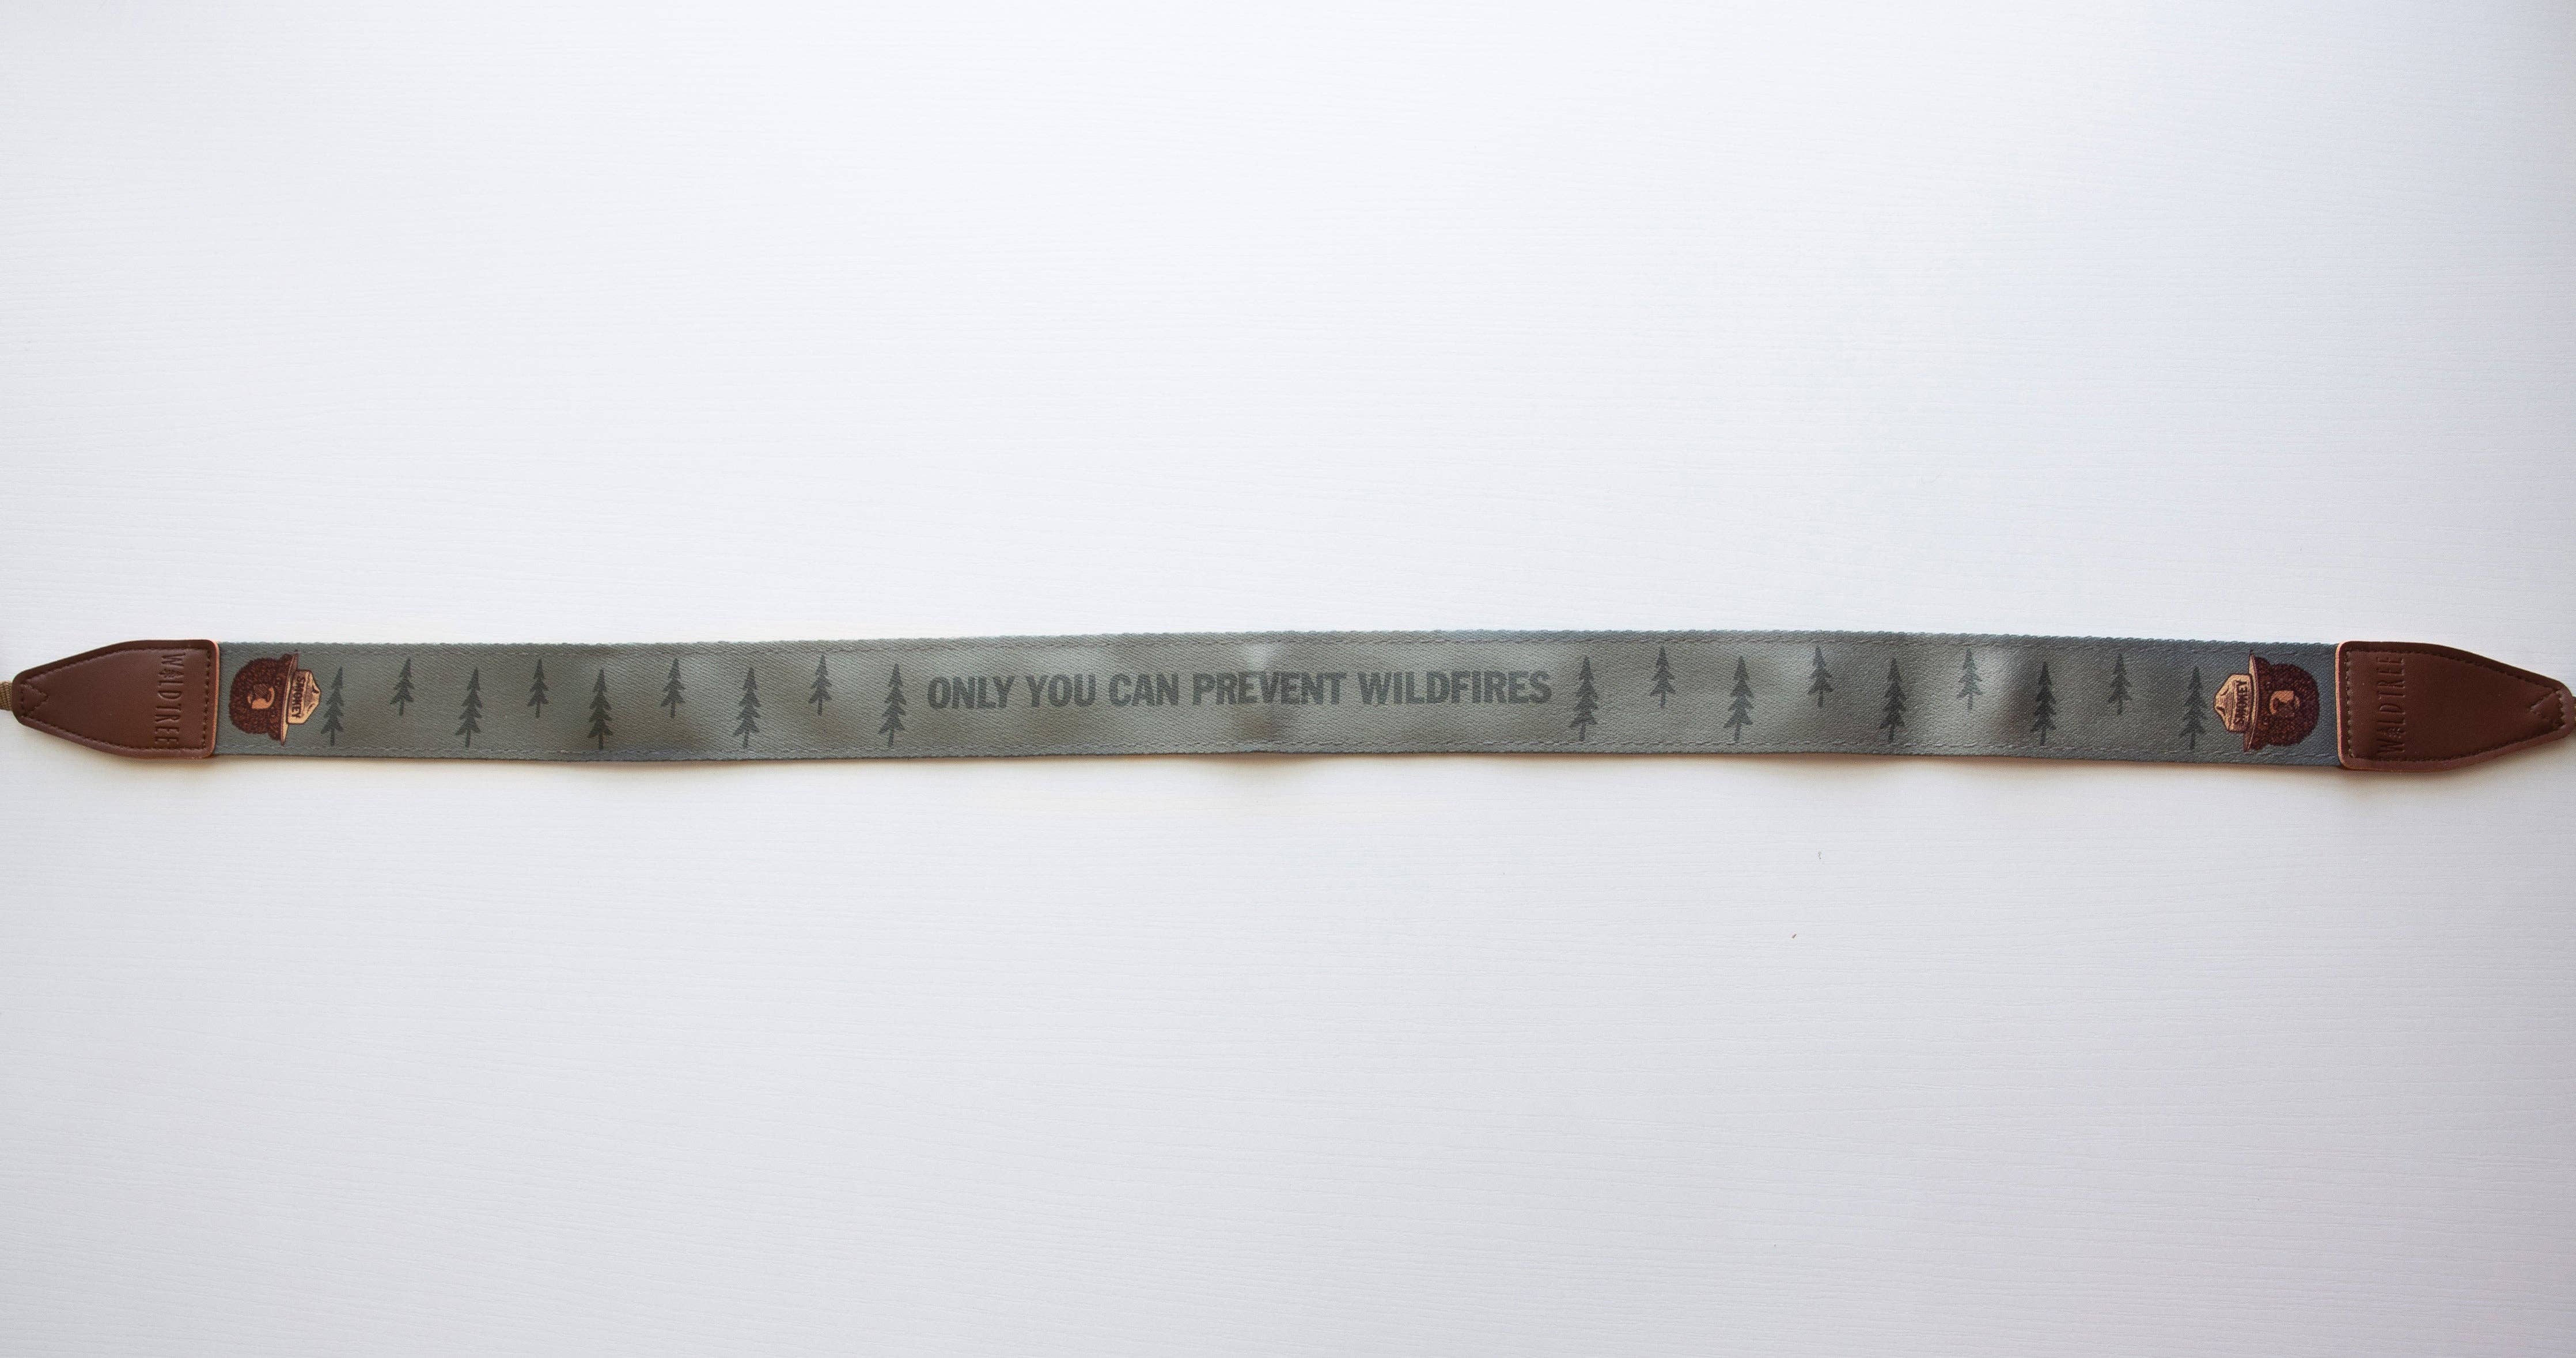 WALDTREE
SMOKEY
ONLY YOU CAN PREVENT WILDFIRES
SMOKEY
WALDTREE